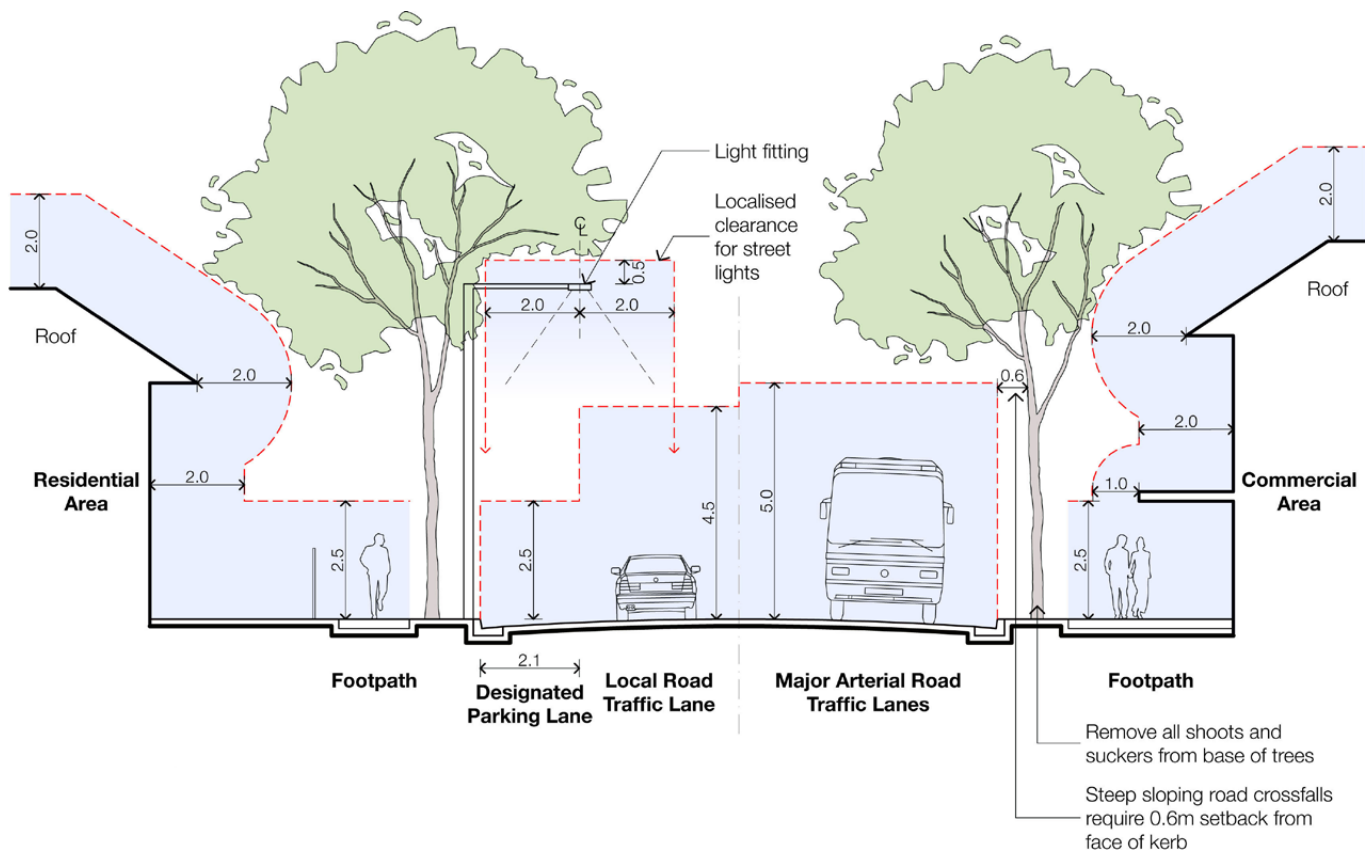 Light fitting
Localised
clearance
for street
lights
℄
0.5
2.0
2.0
2.0
2.0
Roof
Roof
2.0
2.0
0.6
2.0
2.0
1.0
Residential
Area
Commercial
Area
2.5
2.5
4.5
5.0
2.5
2.1
Footpath
Designated
Parking Lane
Local Road
Traffic Lane
Major Arterial Road
Traffic Lanes
Footpath
Remove all shoots and
suckers from base of trees
Steep sloping road crossfalls
require 0.6m setback from
face of kerb